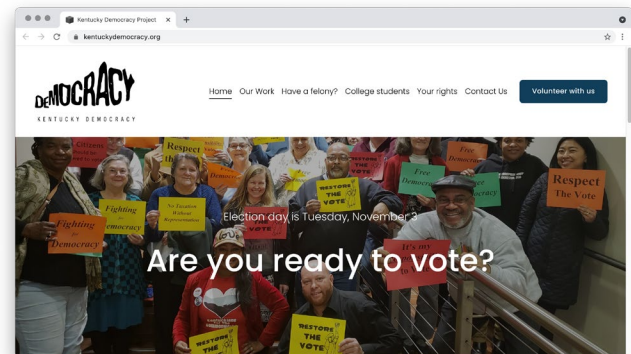 Kentucky Democracy Project
kentuckydemocracy.org
DEMOCRACY
KENTUCKY DEMOCRACY
Home Our Work Have a felony? College students Your rights Contact Us Volunteer with us
Citizens
Respect
the Vote
RESTORE
THE
VOTE
Free
Democracy
Free
Democracy
Respect
The Vote
Fighting
for
Democracy
Fighting
for
Democracy
No Taxation
Without
Representation
RESTORE
THE
VOTE
Election day is Tuesday, November 3
It's my
Are you ready to vote?
RESTORE
THE
VOTE
RESTORE
THE